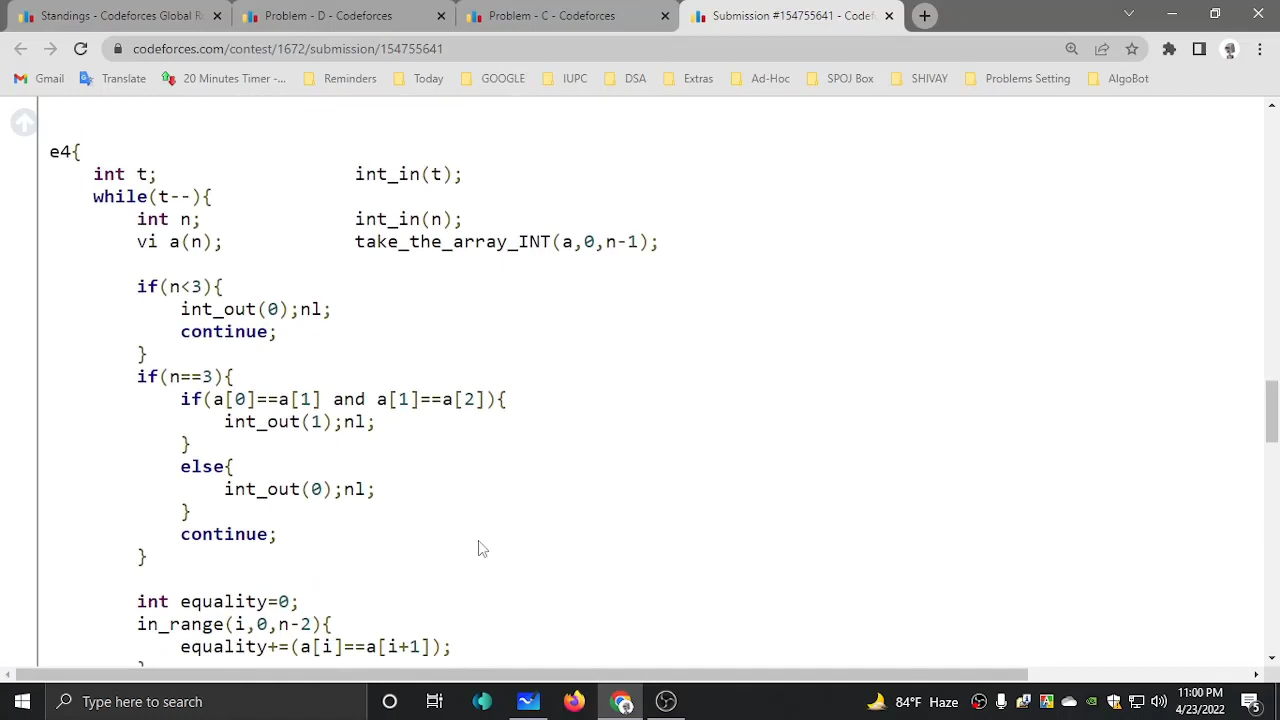 Standings - Codeforces Global R
Problem - D - Codeforces
Problem - C - Codeforces
Submission #154755641 - Codef
codeforces.com/contest/1672/submission/154755641
Gmail
Translate
20 Minutes Timer -...
Reminders
Today
GOOGLE
IUPC
DSA
Extras
Ad-Hoc
SPOJ Box
SHIVAY
Problems Setting
AlgoBot
e4{
int t; int_in(t);
while(t--){
int n; int_in(n);
vi a(n); take_the_array_INT(a,0,n-1);
if(n<3){
int_out(0);nl;
continue;
}
if(n==3){
if(a[0]==a[1] and a[1]==a[2]){
int_out(1);nl;
}
else{
int_out(0);nl;
}
continue;
}
int equality=0;
in_range(i,0,n-2){
equality+=(a[i]==a[i+1]);
Type here to search
84°F Haze
11:00 PM
4/23/2022
5